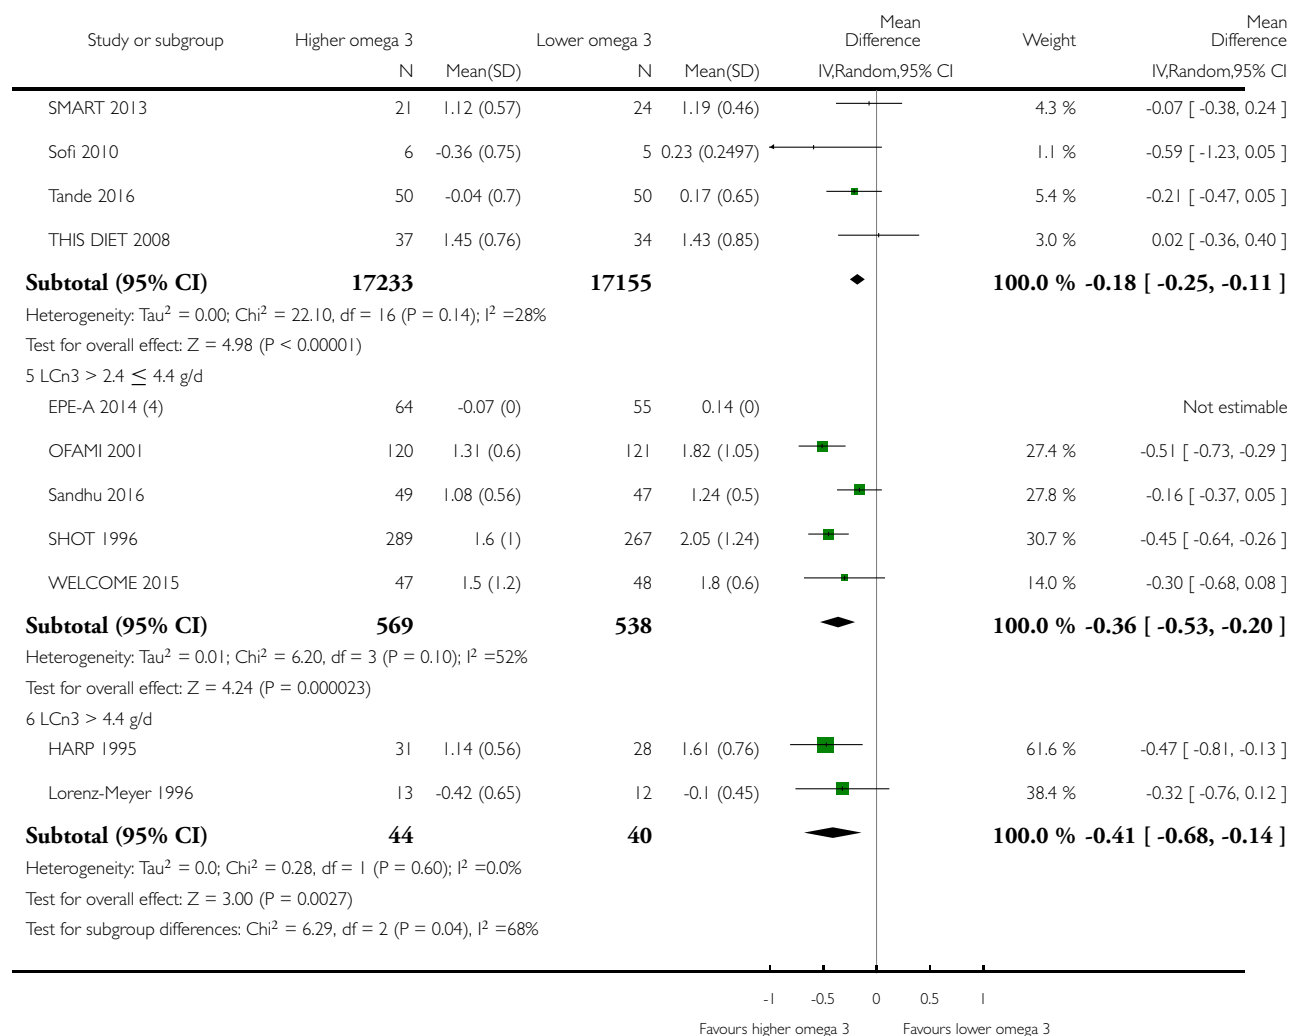 Study or subgroup Higher omega 3 Lower omega 3 Mean Difference Weight Mean Difference
N Mean(SD) N Mean(SD) IV,Random,95% CI IV,Random,95% CI
SMART 2013 21 1.12 (0.57) 24 1.19 (0.46) 4.3 % -0.07 [ -0.38, 0.24 ]
Sofi 2010 6 -0.36 (0.75) 5 0.23 (0.2497) 1.1 % -0.59 [ -1.23, 0.05 ]
Tande 2016 50 -0.04 (0.7) 50 0.17 (0.65) 5.4 % -0.21 [ -0.47, 0.05 ]
THIS DIET 2008 37 1.45 (0.76) 34 1.43 (0.85) 3.0 % 0.02 [ -0.36, 0.40 ]
Subtotal (95% CI) 17233 17155 100.0 % -0.18 [ -0.25, -0.11 ]
Heterogeneity: Tau² = 0.00; Chi² = 22.10, df = 16 (P = 0.14); I² =28%
Test for overall effect: Z = 4.98 (P < 0.00001)
5 LCn3 > 2.4 ≤ 4.4 g/d
EPE-A 2014 (4) 64 -0.07 (0) 55 0.14 (0) Not estimable
OFAMI 2001 120 1.31 (0.6) 121 1.82 (1.05) 27.4 % -0.51 [ -0.73, -0.29 ]
Sandhu 2016 49 1.08 (0.56) 47 1.24 (0.5) 27.8 % -0.16 [ -0.37, 0.05 ]
SHOT 1996 289 1.6 (1) 267 2.05 (1.24) 30.7 % -0.45 [ -0.64, -0.26 ]
WELCOME 2015 47 1.5 (1.2) 48 1.8 (0.6) 14.0 % -0.30 [ -0.68, 0.08 ]
Subtotal (95% CI) 569 538 100.0 % -0.36 [ -0.53, -0.20 ]
Heterogeneity: Tau² = 0.01; Chi² = 6.20, df = 3 (P = 0.10); I² =52%
Test for overall effect: Z = 4.24 (P = 0.000023)
6 LCn3 > 4.4 g/d
HARP 1995 31 1.14 (0.56) 28 1.61 (0.76) 61.6 % -0.47 [ -0.81, -0.13 ]
Lorenz-Meyer 1996 13 -0.42 (0.65) 12 -0.1 (0.45) 38.4 % -0.32 [ -0.76, 0.12 ]
Subtotal (95% CI) 44 40 100.0 % -0.41 [ -0.68, -0.14 ]
Heterogeneity: Tau² = 0.0; Chi² = 0.28, df = 1 (P = 0.60); I² =0.0%
Test for overall effect: Z = 3.00 (P = 0.0027)
Test for subgroup differences: Chi² = 6.29, df = 2 (P = 0.04), I² =68%
-1 -0.5 0 0.5 1
Favours higher omega 3 Favours lower omega 3